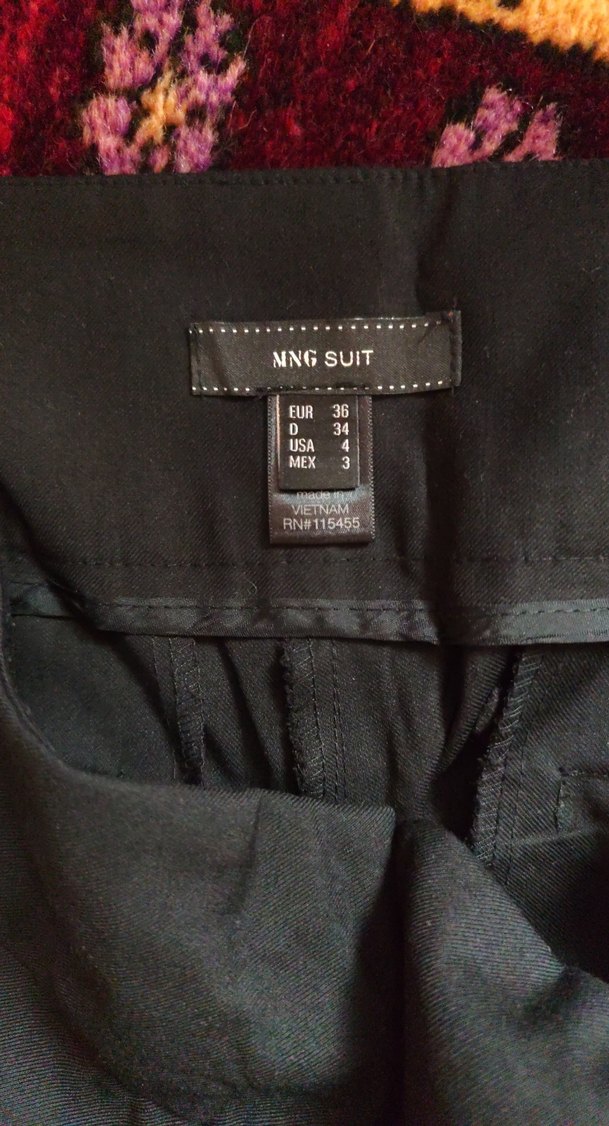 MNG SUIT
EUR 36
D 34
USA 4
MEX 3
made in
VIETNAM
RN#115455